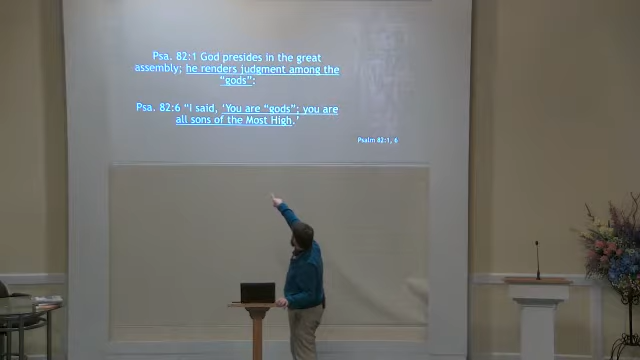 Psa. 82:1 God presides in the great
assembly; he renders judgment among the
“gods”:
Psa. 82:6 “I said, ‘You are “gods”; you are
all sons of the Most High.’
Psalm 82:1, 6